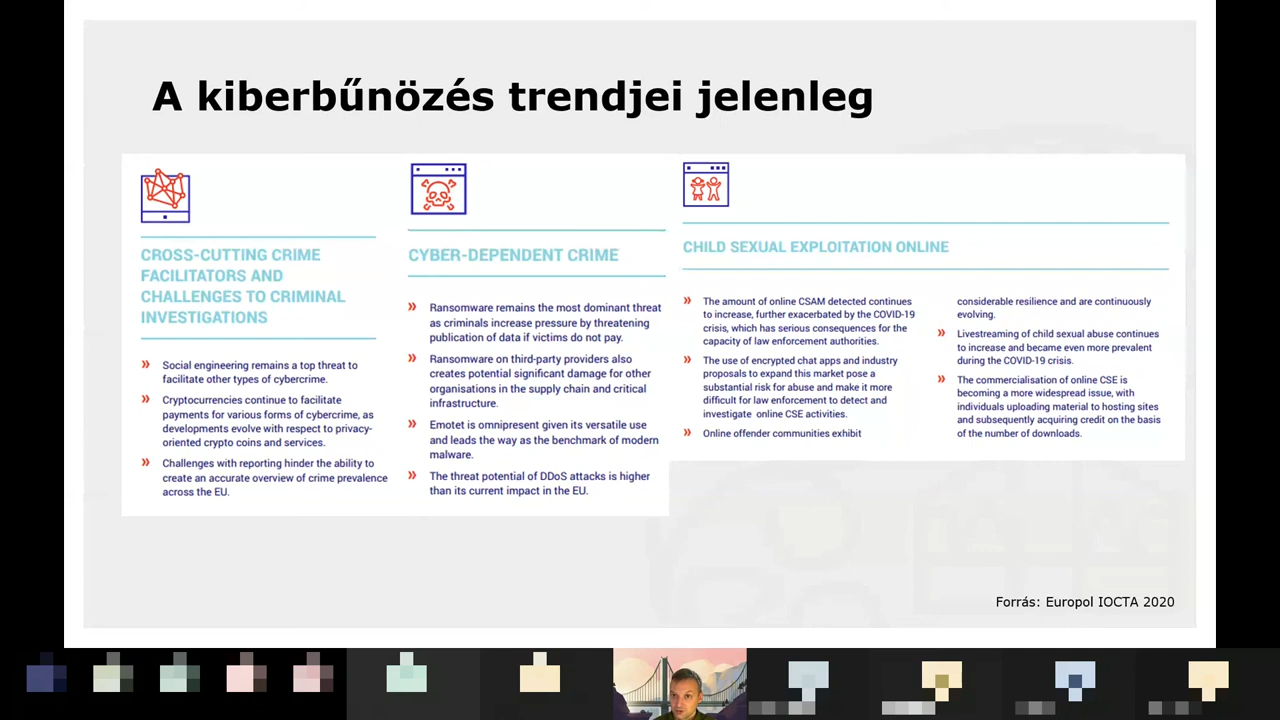 A kiberbűnözés trendjei jelenleg
CROSS-CUTTING CRIME
FACILITATORS AND
CHALLENGES TO CRIMINAL
INVESTIGATIONS
» Social engineering remains a top threat to
facilitate other types of cybercrime.
» Cryptocurrencies continue to facilitate
payments for various forms of cybercrime, as
developments evolve with respect to privacy-
oriented crypto coins and services.
» Challenges with reporting hinder the ability to
create an accurate overview of crime prevalence
across the EU.
CYBER-DEPENDENT CRIME
» Ransomware remains the most dominant threat
as criminals increase pressure by threatening
publication of data if victims do not pay.
» Ransomware on third-party providers also
creates potential significant damage for other
organisations in the supply chain and critical
infrastructure.
» Emotet is omnipresent given its versatile use
and leads the way as the benchmark of modern
malware.
» The threat potential of DDoS attacks is higher
than its current impact in the EU.
CHILD SEXUAL EXPLOITATION ONLINE
» The amount of online CSAM detected continues
to increase, further exacerbated by the COVID-19
crisis, which has serious consequences for the
capacity of law enforcement authorities.
» The use of encrypted chat apps and industry
proposals to expand this market pose a
substantial risk for abuse and make it more
difficult for law enforcement to detect and
investigate online CSE activities.
» Online offender communities exhibit
considerable resilience and are continuously
evolving.
» Livestreaming of child sexual abuse continues
to increase and became even more prevalent
during the COVID-19 crisis.
» The commercialisation of online CSE is
becoming a more widespread issue, with
individuals uploading material to hosting sites
and subsequently acquiring credit on the basis
of the number of downloads.
Forrás: Europol IOCTA 2020